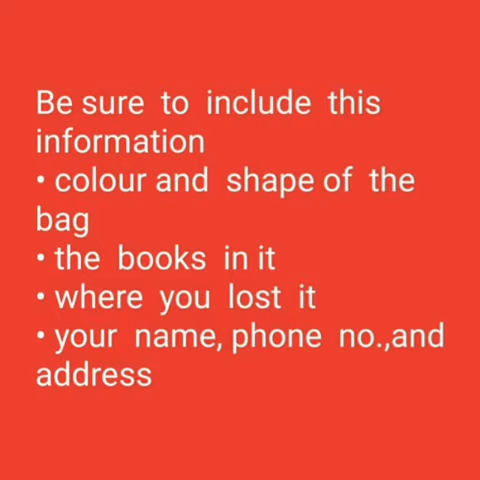 Be sure to include this
information
• colour and shape of the
bag
• the books in it
• where you lost it
• your name, phone no.,and
address